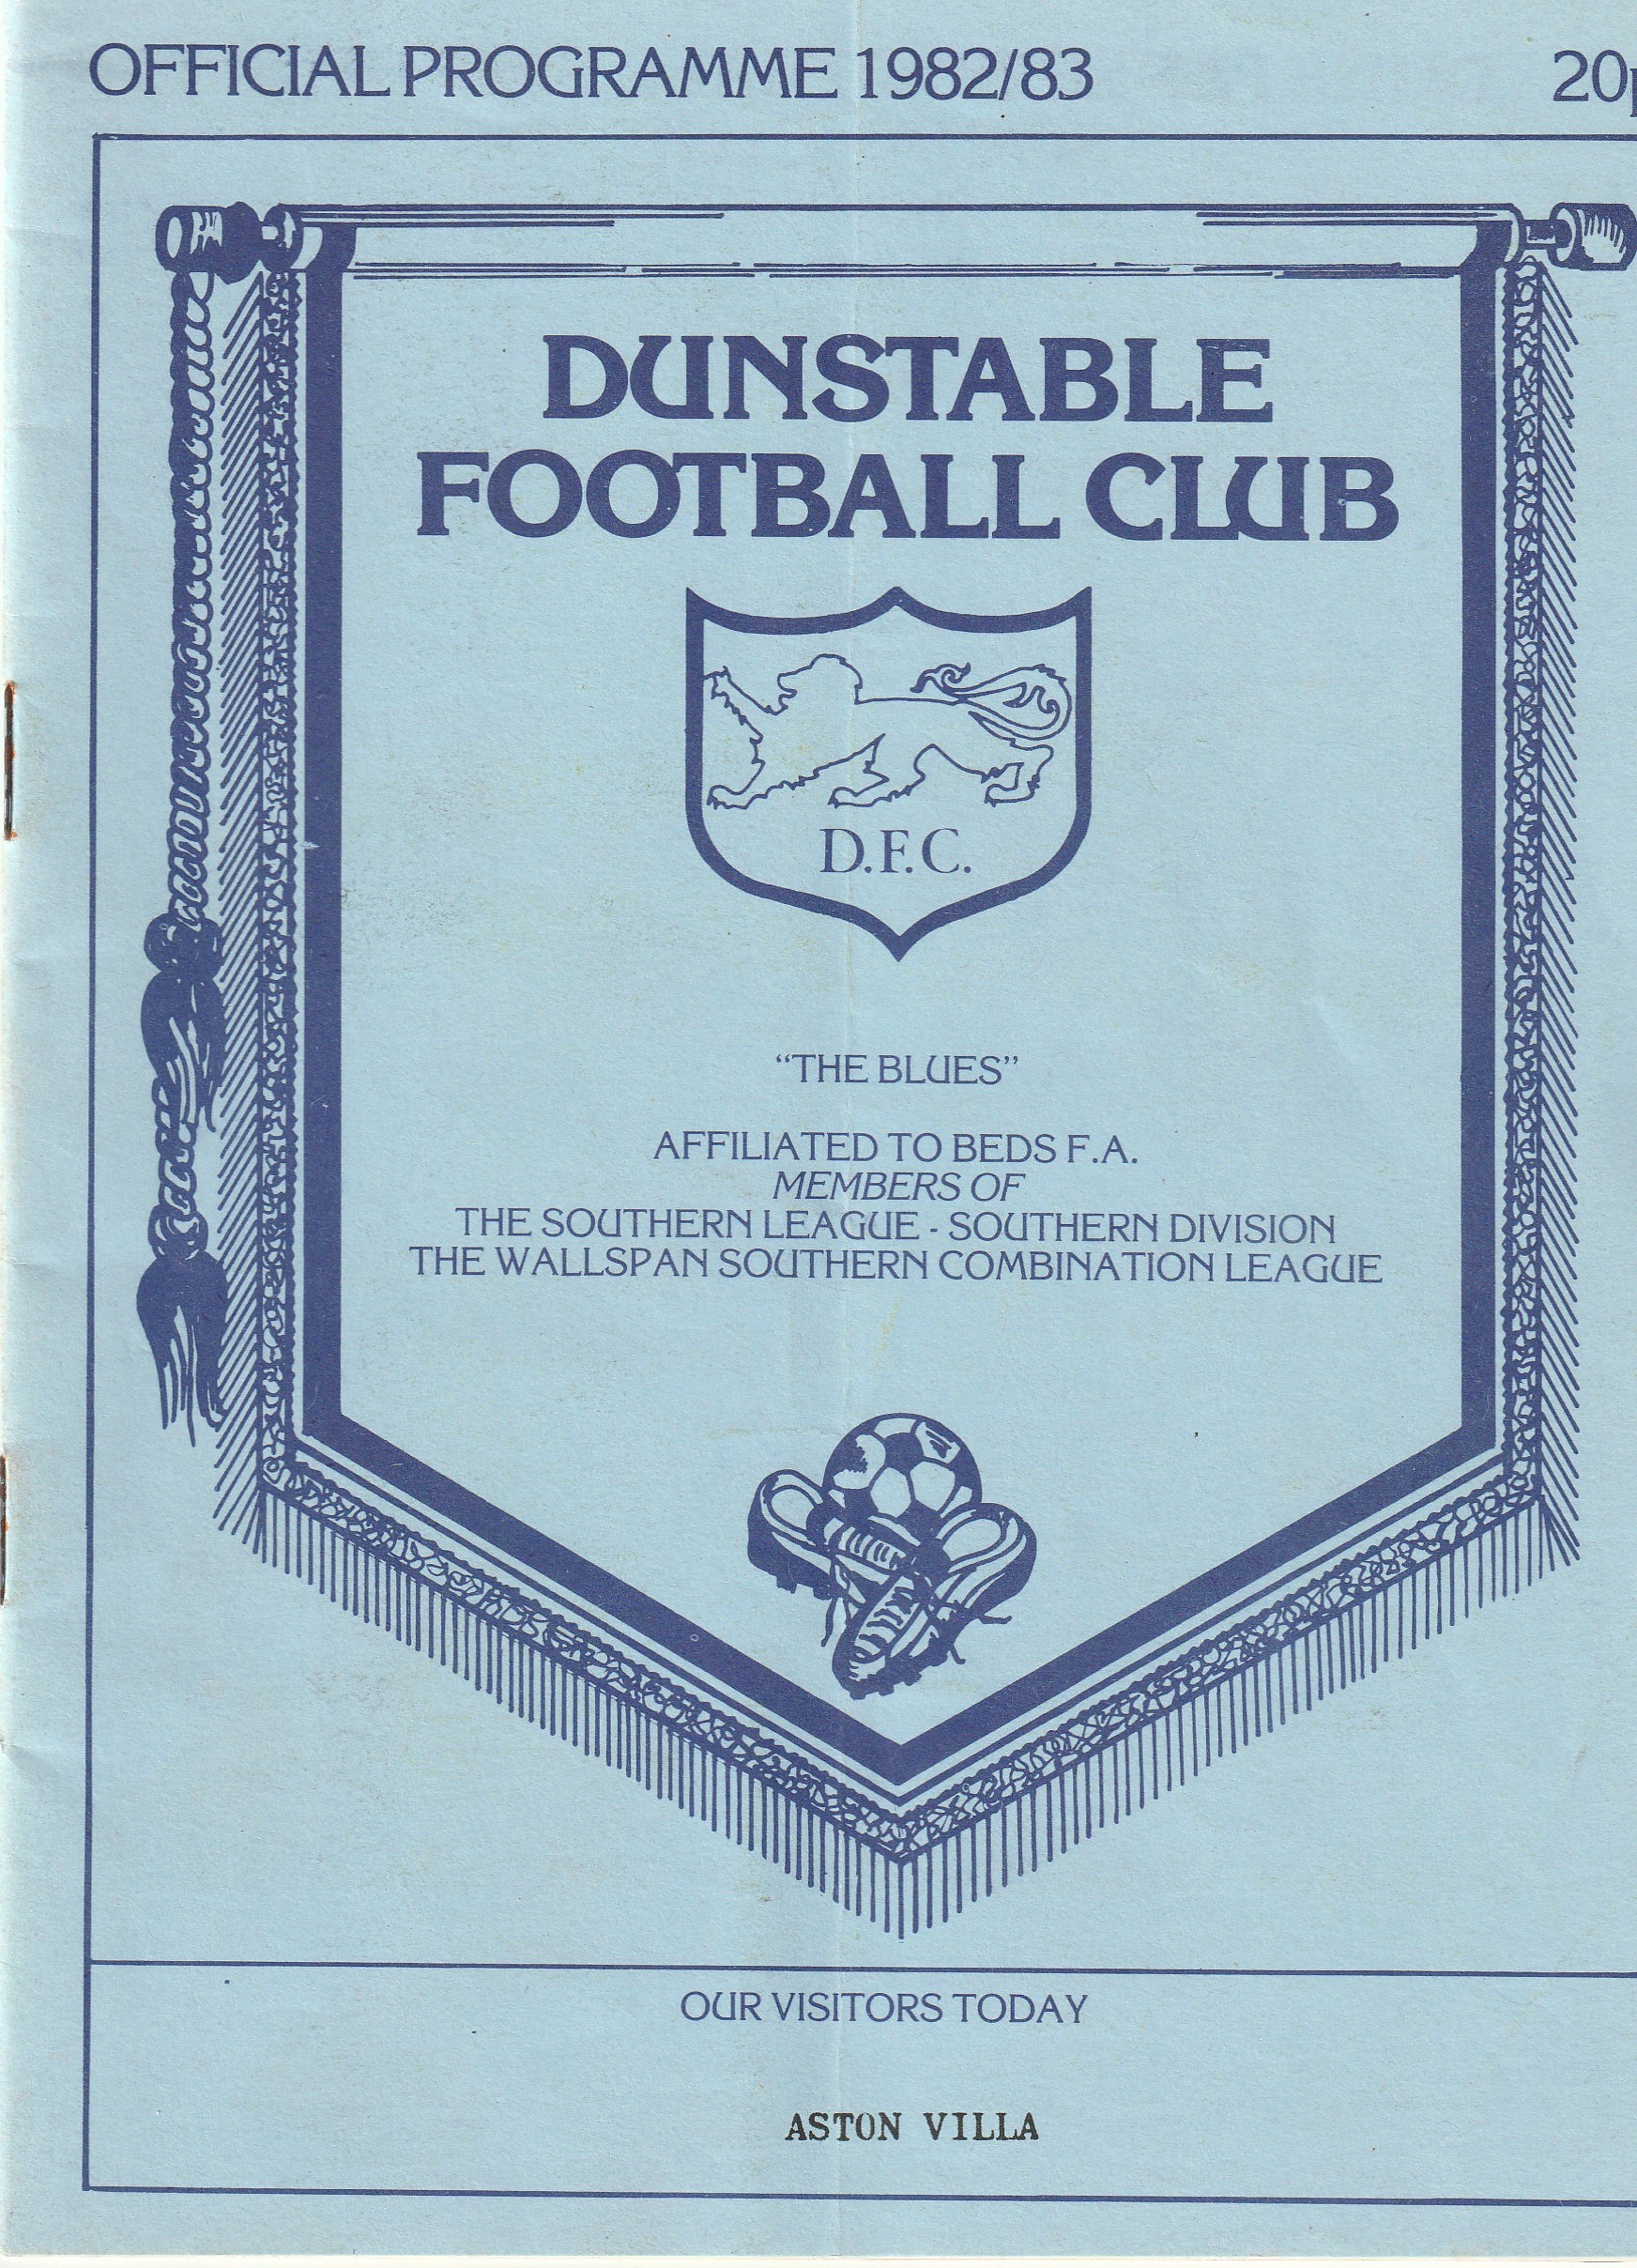 OFFICIAL PROGRAMME 1982/83 20p
DUNSTABLE
FOOTBALL CLUB
D.F.C.
“THE BLUES”
AFFILIATED TO BEDS F.A.
MEMBERS OF
THE SOUTHERN LEAGUE - SOUTHERN DIVISION
THE WALLSPAN SOUTHERN COMBINATION LEAGUE
OUR VISITORS TODAY
ASTON VILLA